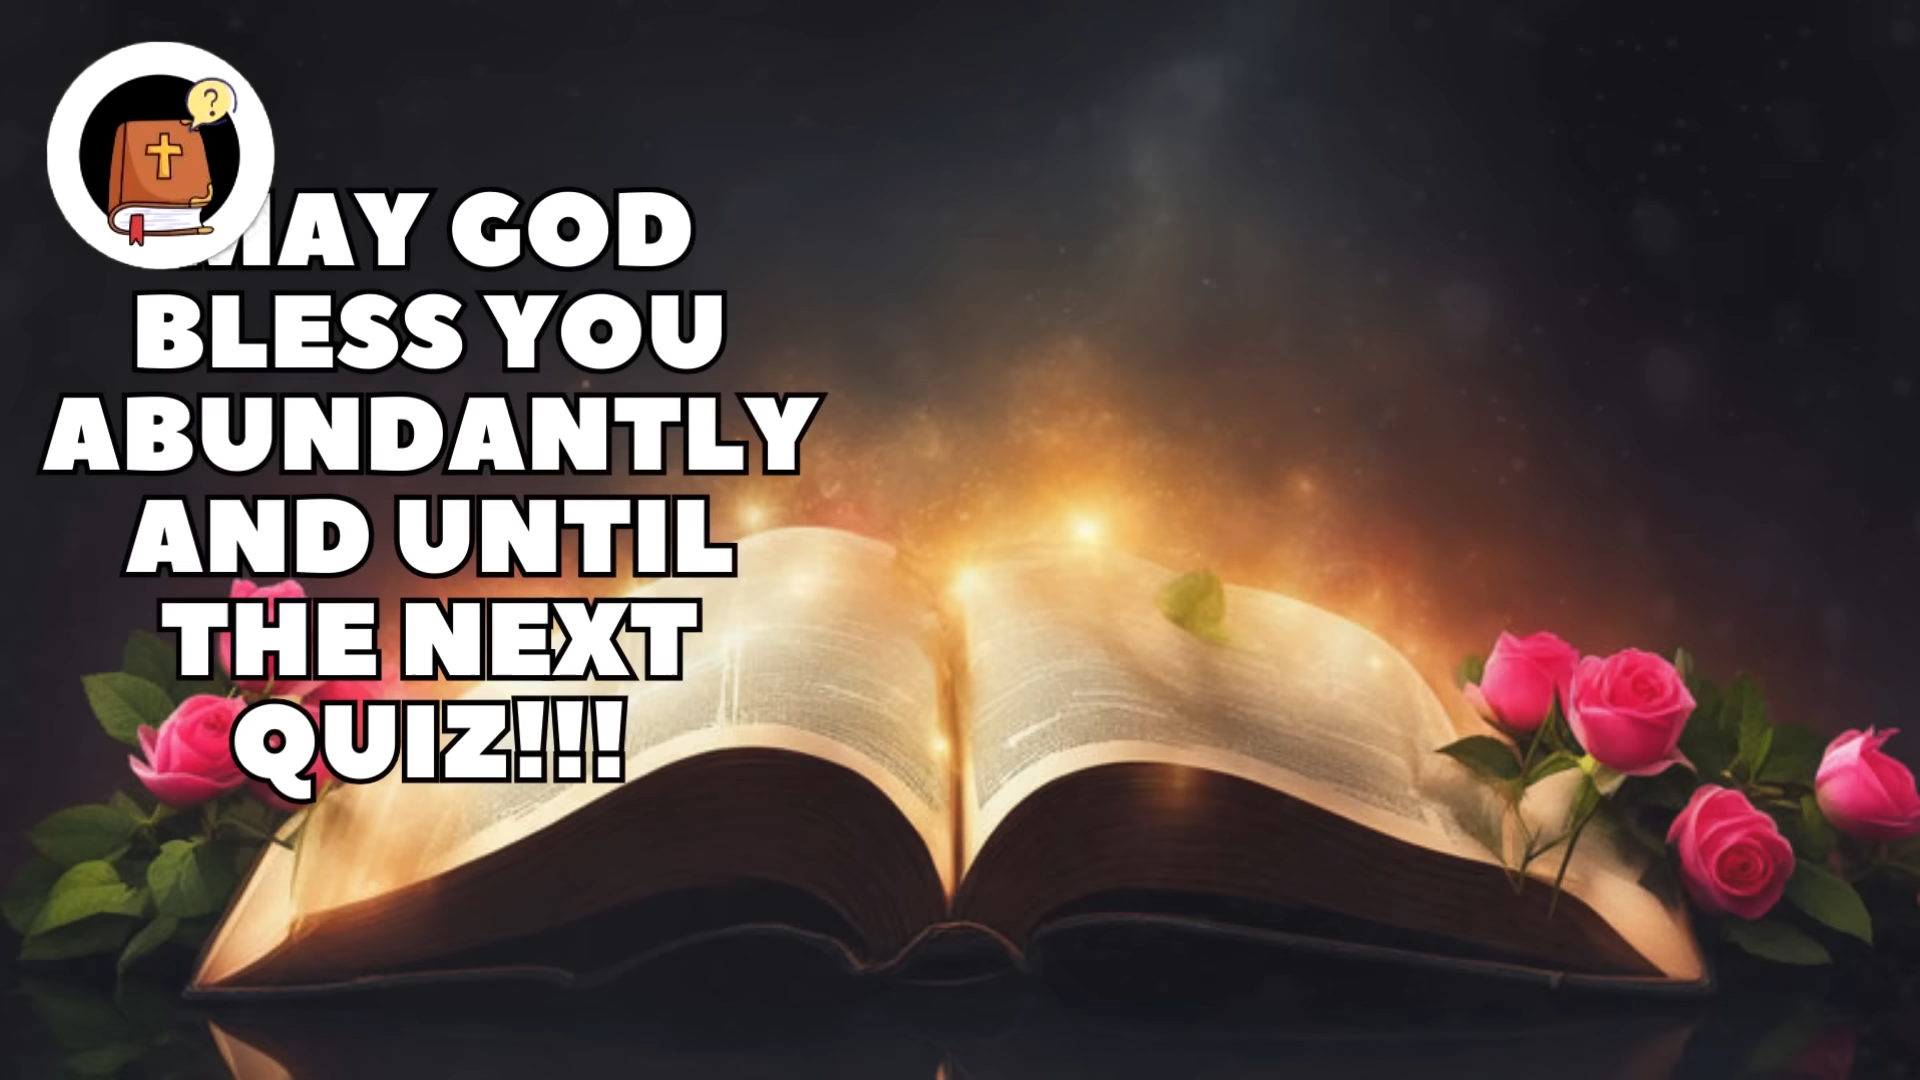 MAY GOD
BLESS YOU
ABUNDANTLY
AND UNTIL
THE NEXT
QUIZ!!!
?